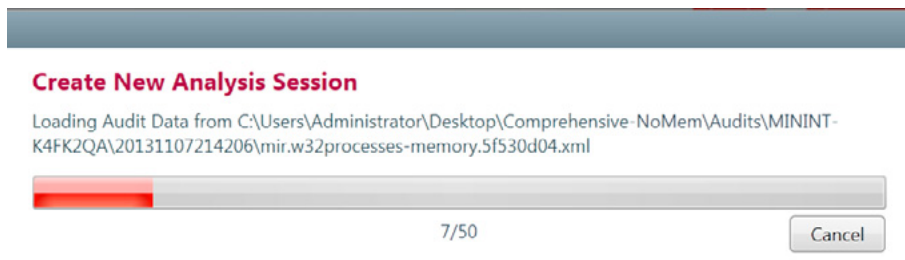 Create New Analysis Session
Loading Audit Data from C:\Users\Administrator\Desktop\Comprehensive-NoMem\Audits\MININT-
K4FK2QA\20131107214206\mir.w32processes-memory.5f530d04.xml
7/50
Cancel